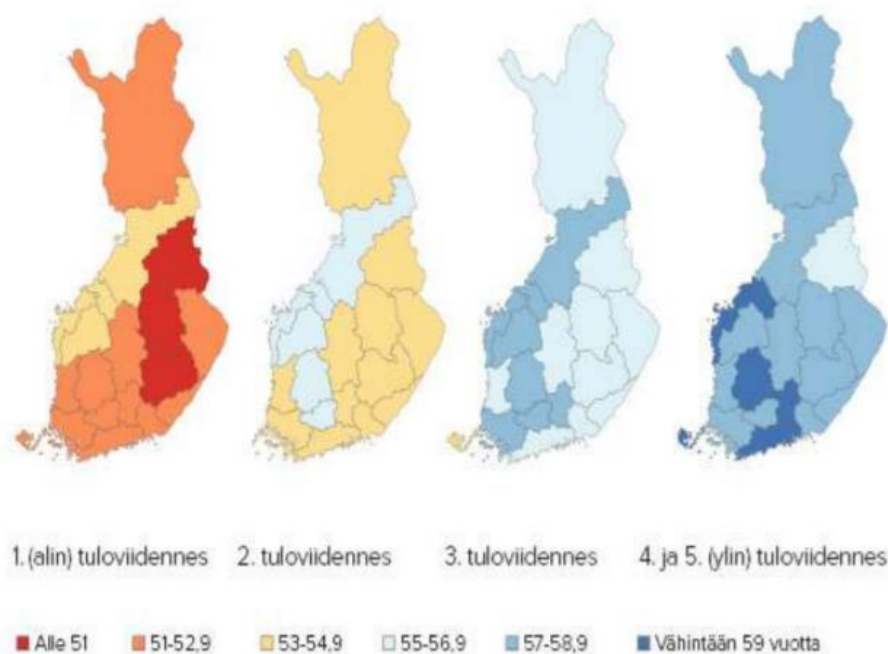 1. (alin) tuloviidennes 2. tuloviidennes 3. tuloviidennes 4. ja 5. (ylin) tuloviidennes
Alle 51 51-52,9 53-54,9 55-56,9 57-58,9 Vähintään 59 vuotta